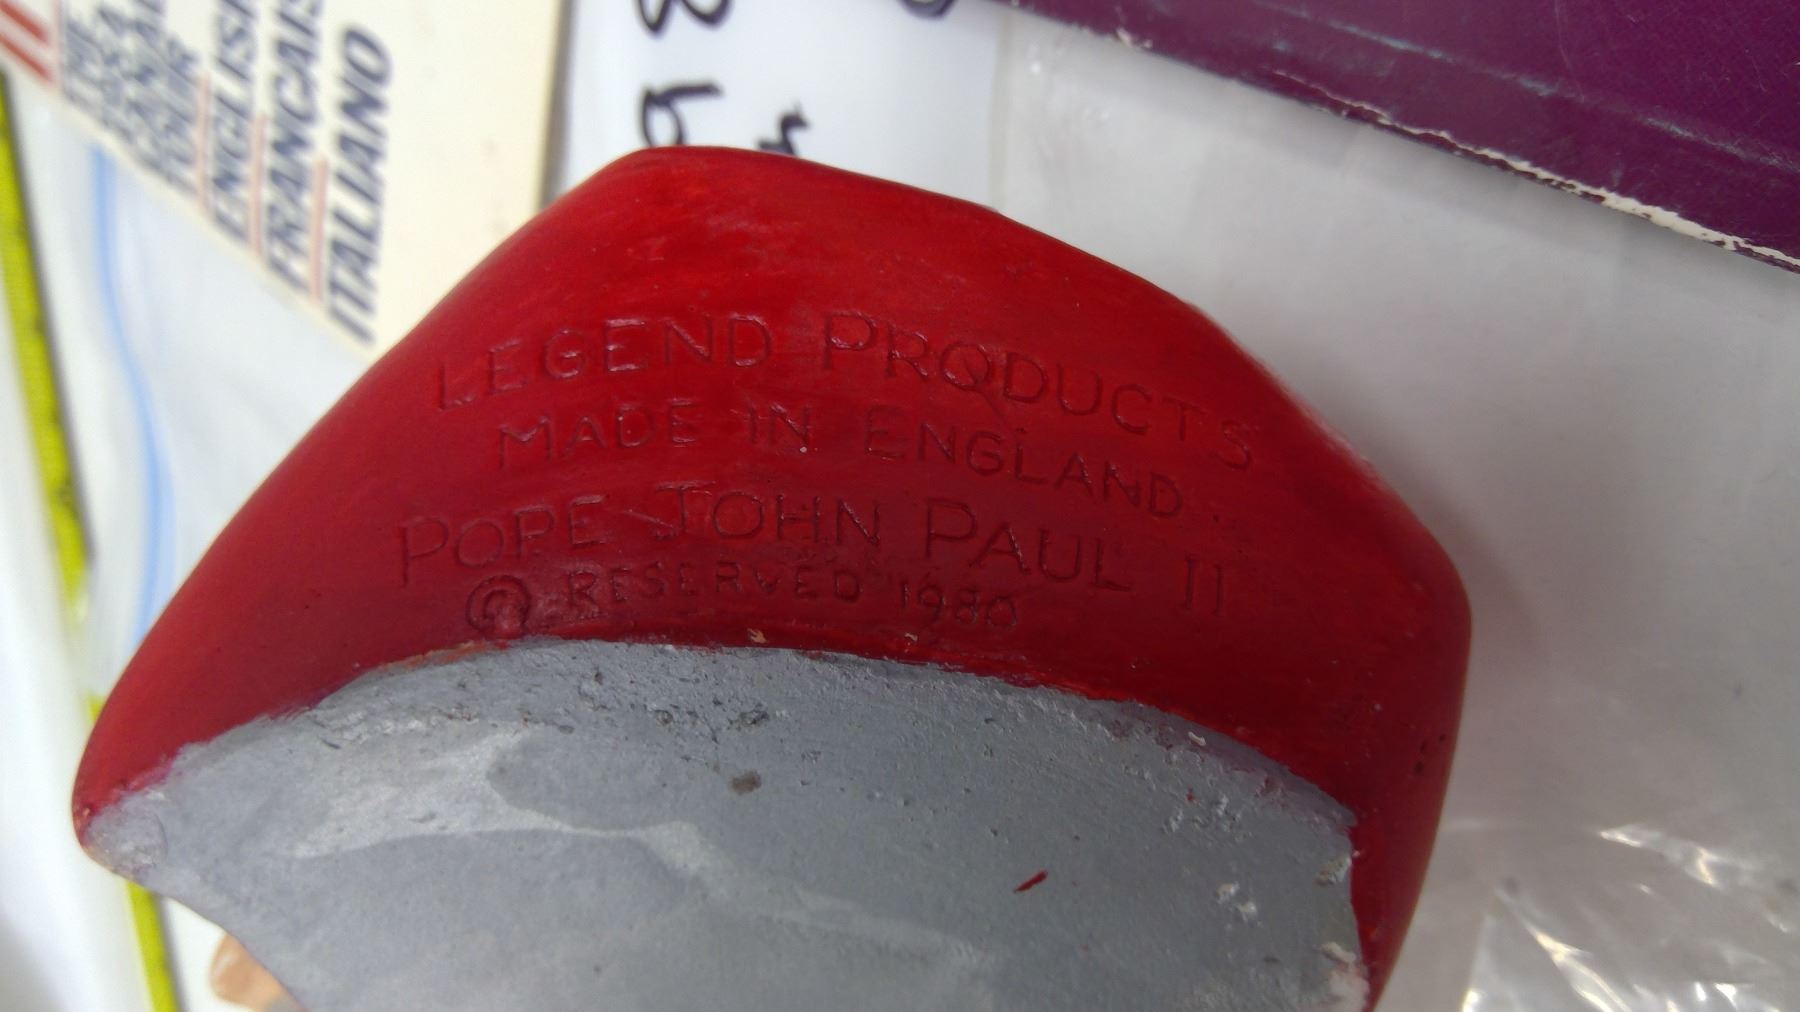 LEGEND PRODUCTS
MADE IN ENGLAND
POPE JOHN PAUL II
© RESERVED 1980
ENGLISH
FRANCAIS
ITALIANO